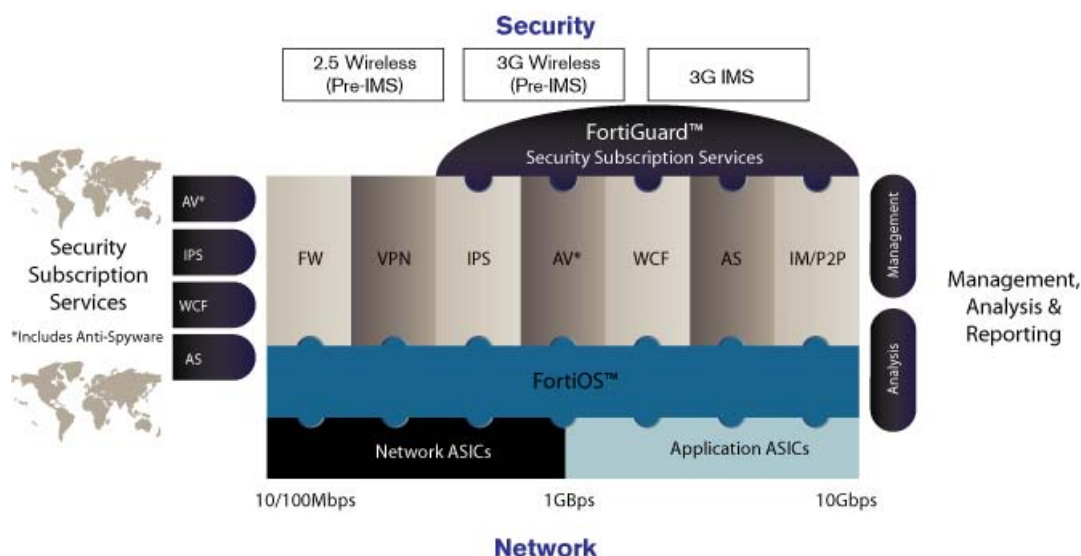 Security
2.5 Wireless
(Pre-IMS)
3G Wireless
(Pre-IMS)
3G IMS
FortiGuard™
Security Subscription Services
Security
Subscription
Services
*Includes Anti-Spyware
AV*
IPS
WCF
AS
FW
VPN
IPS
AV*
WCF
AS
IM/P2P
Management
Analysis
Management,
Analysis &
Reporting
FortiOS™
Network ASICs
Application ASICs
10/100Mbps
1GBps
10Gbps
Network